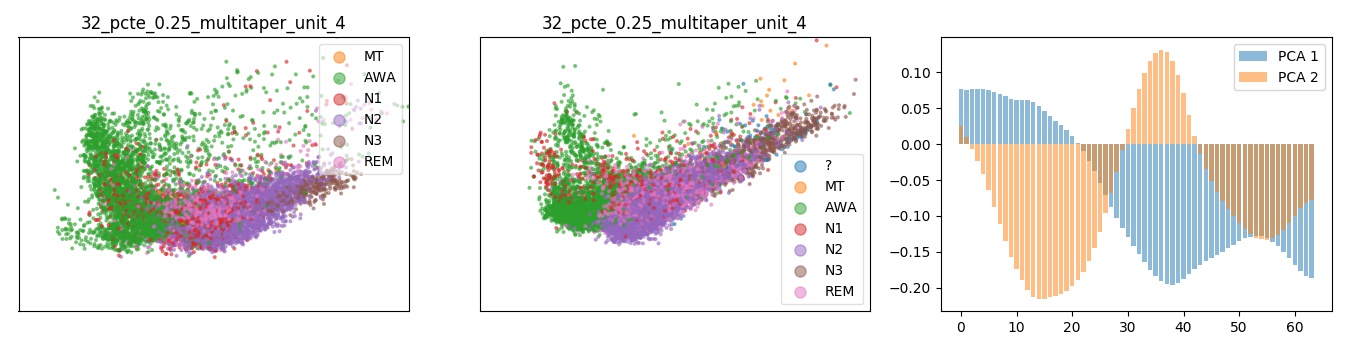 32_pcte_0.25_multitaper_unit_4
MT
AWA
N1
N2
N3
REM
32_pcte_0.25_multitaper_unit_4
?
MT
AWA
N1
N2
N3
REM
PCA 1
PCA 2
0.10
0.05
0.00
−0.05
−0.10
−0.15
−0.20
0 10 20 30 40 50 60